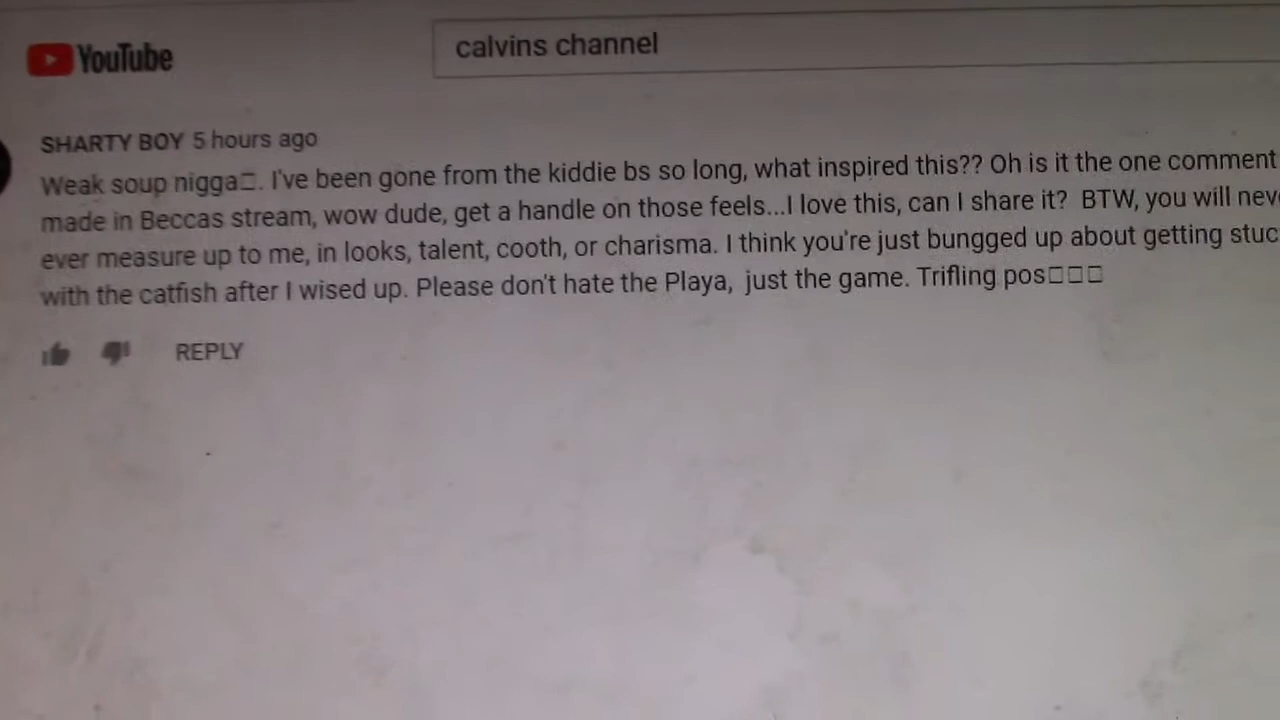 YouTube
calvins channel
SHARTY BOY 5 hours ago
Weak soup nigga□. I've been gone from the kiddie bs so long, what inspired this?? Oh is it the one comment
made in Beccas stream, wow dude, get a handle on those feels...I love this, can I share it? BTW, you will
ever measure up to me, in looks, talent, cooth, or charisma. I think you're just bungged up about getting
with the catfish after I wised up. Please don't hate the Playa, just the game. Trifling pos□□□
REPLY